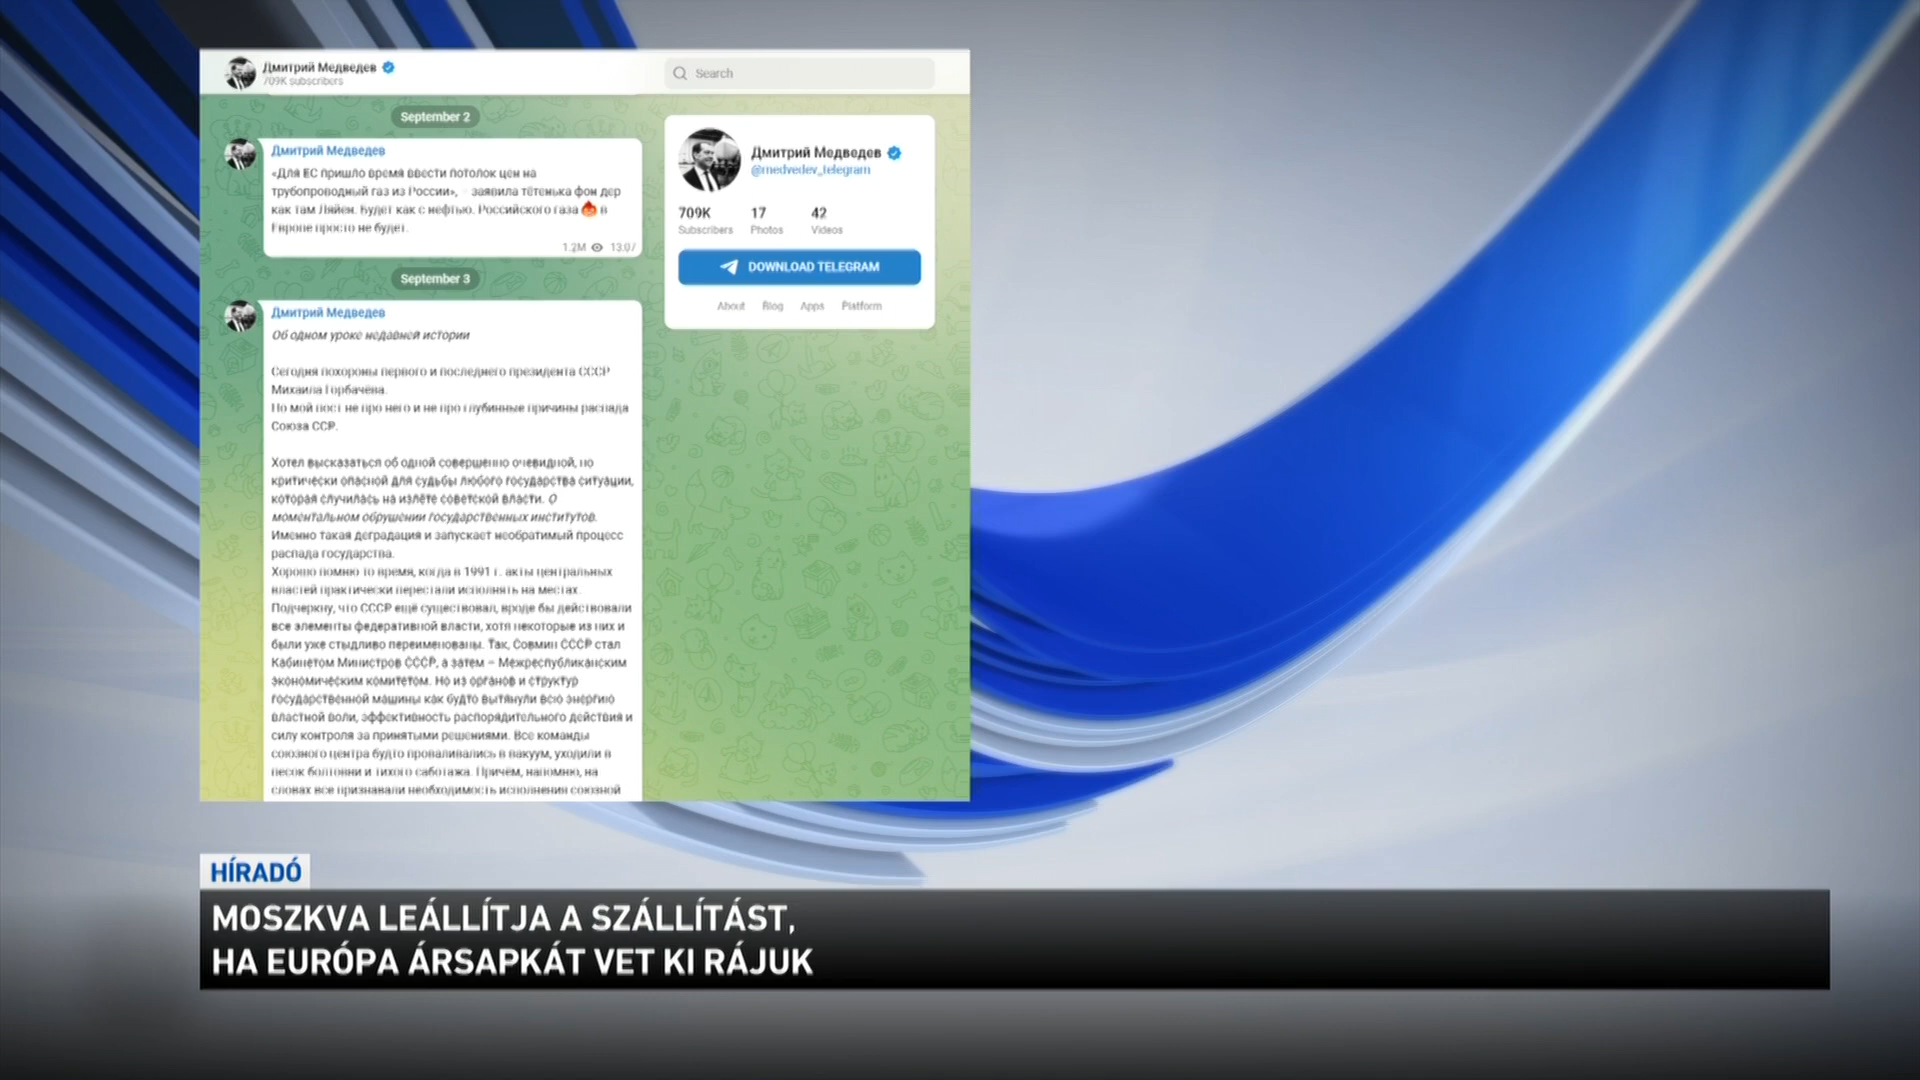 Дмитрий Медведев
709K subscribers
Search
September 2
Дмитрий Медведев
«Для ЕС пришло время ввести потолок цен на
трубопроводный газ из России», заявила тётенька фон дер
как там Ляйен. Будет как с нефтью. Российского газа в
Европе просто не будет.
1.2M 13:07
September 3
Дмитрий Медведев
Об одном уроке недавней истории
Сегодня похороны первого и последнего президента СССР
Михаила Горбачёва.
Но мой пост не про него и не про глубинные причины распада
Союза ССР.
Хотел высказаться об одной совершенно очевидной, но
критически опасной для судьбы любого государства ситуации,
которая случилась на излёте советской власти. О
моментальном обрушении государственных институтов.
Именно такая деградация и запускает необратимый процесс
распада государства.
Хорошо помню то время, когда в 1991 г. акты центральных
властей практически перестали исполнять на местах.
Подчеркну, что СССР ещё существовал, вроде бы действовали
все элементы федеративной власти, хотя некоторые из них и
были уже стыдливо переименованы. Так, Совмин СССР стал
Кабинетом Министров СССР, а затем – Межреспубликанским
экономическим комитетом. Но из органов и структур
государственной машины как будто вытянули всю энергию
властной воли, эффективность распорядительного действия и
силу контроля за принятыми решениями. Все команды
союзного центра будто проваливались в вакуум, уходили в
песок болтовни и тихого саботажа. Причём, напомню, на
словах все признавали необходимость исполнения союзной
Дмитрий Медведев
@medvedev_telegram
709K 17 42
Subscribers Photos Videos
DOWNLOAD TELEGRAM
About Blog Apps Platform
HÍRADÓ
MOSZKVA LEÁLLÍTJA A SZÁLLÍTÁST,
HA EURÓPA ÁRSAPKÁT VET KI RÁJUK